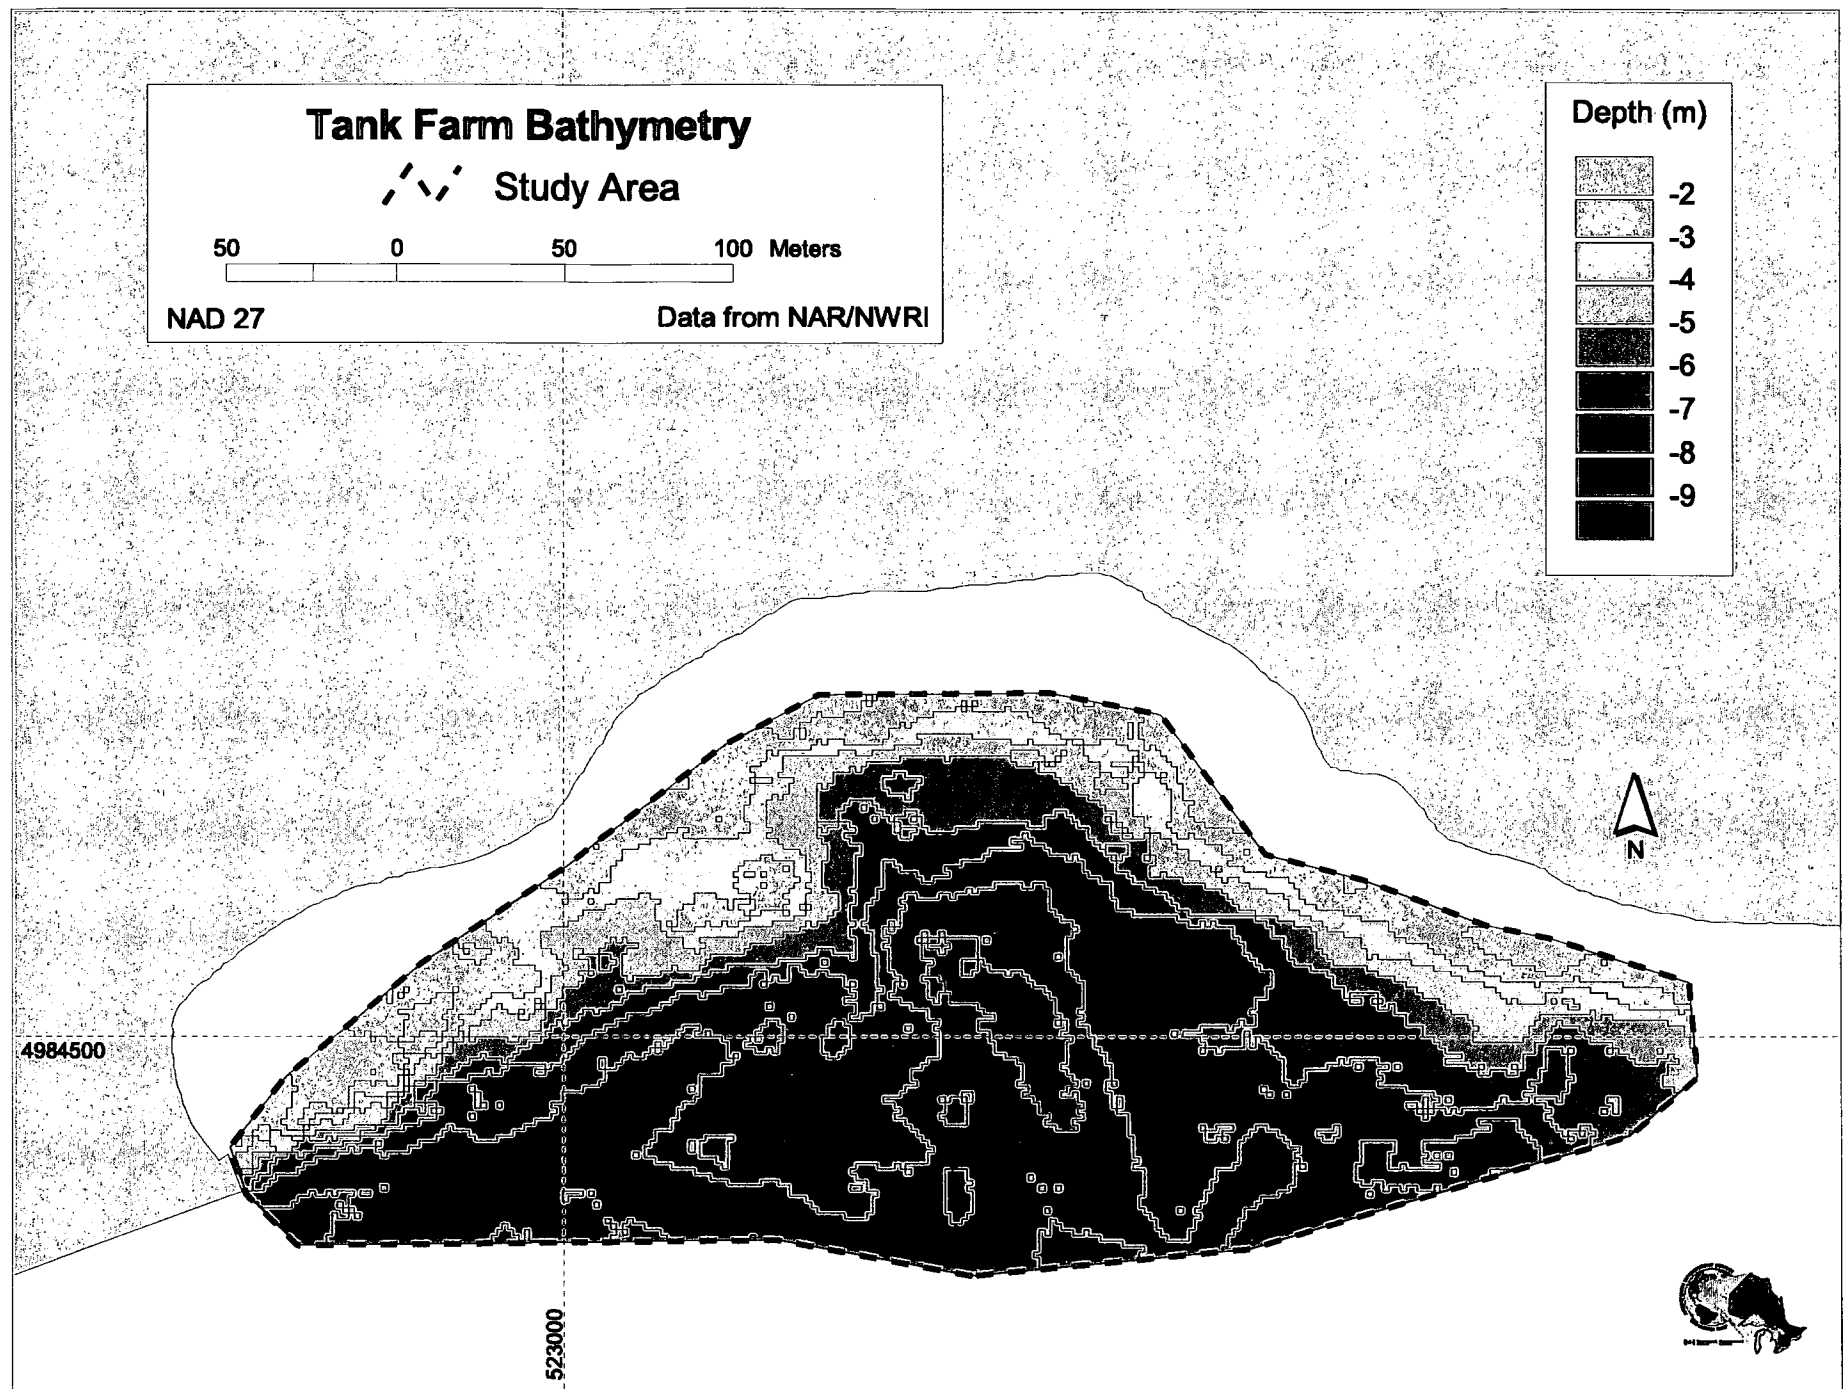 Tank Farm Bathymetry
Study Area
50 0 50 100 Meters
NAD 27
Data from NAR/NWRI
Depth (m)
-2
-3
-4
-5
-6
-7
-8
-9
N
4984500
523000